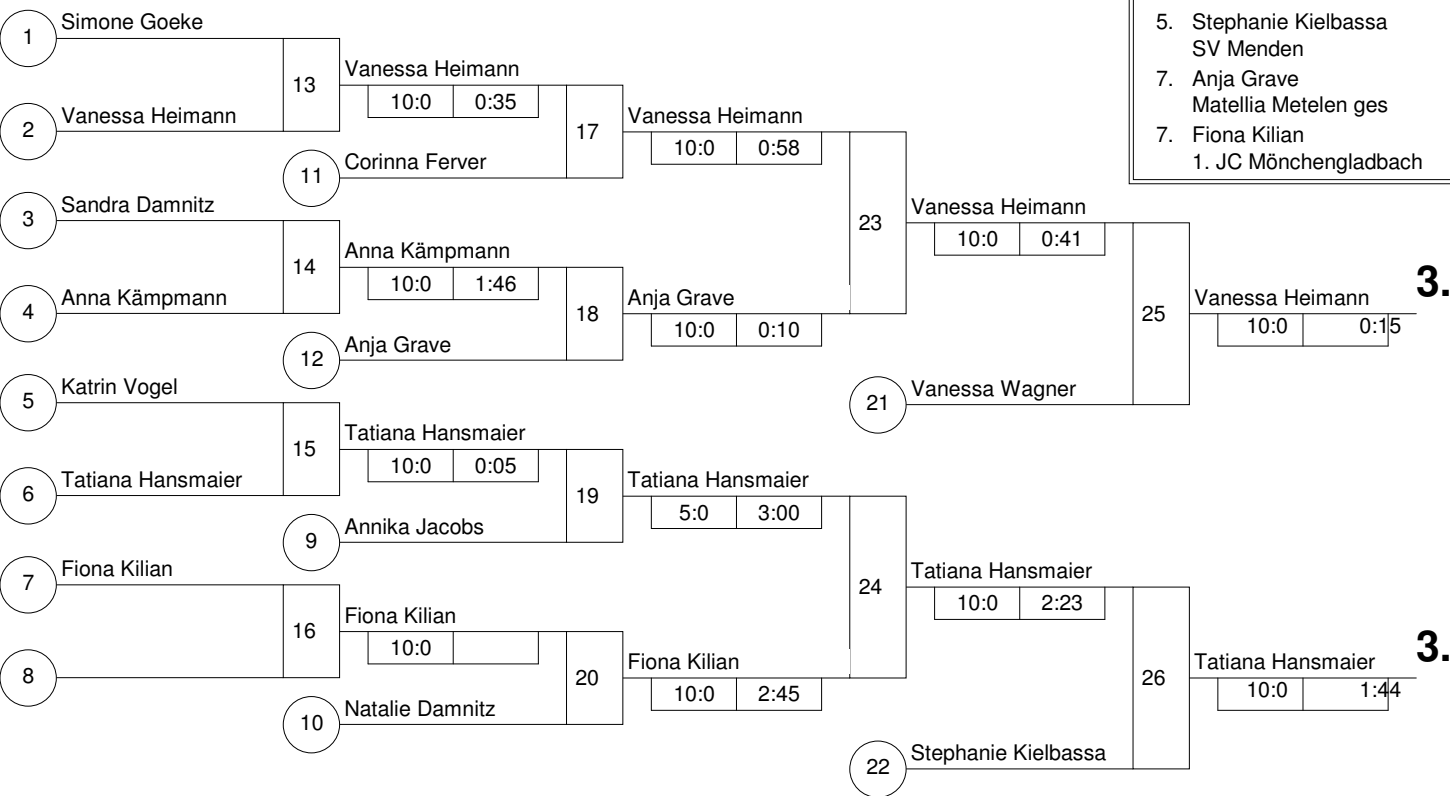 1
Simone Goeke
2
Vanessa Heimann
3
Sandra Damnitz
4
Anna Kämpmann
5
Katrin Vogel
6
Tatiana Hansmaier
7
Fiona Kilian
8
13
Vanessa Heimann
10:0 0:35
11
Corinna Ferver
14
Anna Kämpmann
10:0 1:46
12
Anja Grave
15
Tatiana Hansmaier
10:0 0:05
9
Annika Jacobs
16
Fiona Kilian
10:0
10
Natalie Damnitz
17
Vanessa Heimann
10:0 0:58
18
Anja Grave
10:0 0:10
19
Tatiana Hansmaier
5:0 3:00
20
Fiona Kilian
10:0 2:45
23
Vanessa Heimann
10:0 0:41
21
Vanessa Wagner
24
Tatiana Hansmaier
10:0 2:23
22
Stephanie Kielbassa
25
Vanessa Heimann
10:0 0:15
3.
26
Tatiana Hansmaier
10:0 1:44
3.
5. Stephanie Kielbassa
SV Menden
7. Anja Grave
Matellia Metelen ges
7. Fiona Kilian
1. JC Mönchengladbach